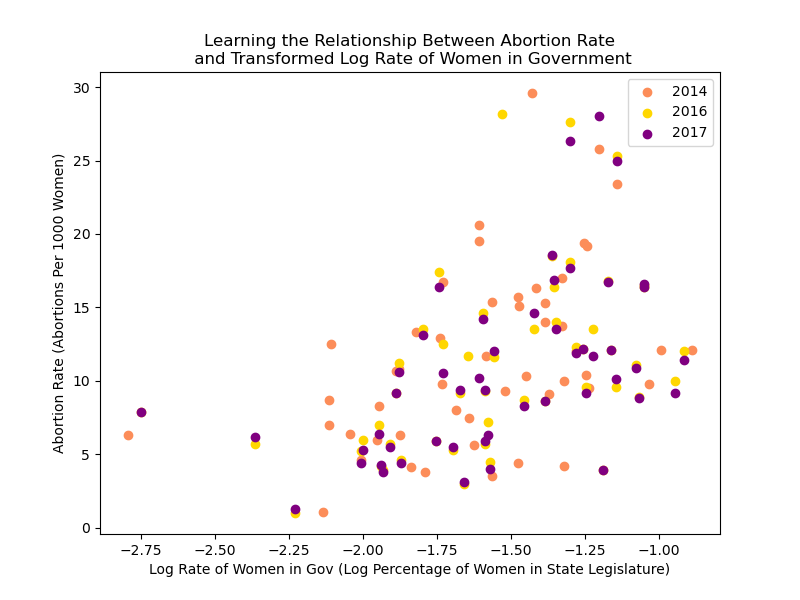 Learning the Relationship Between Abortion Rate
and Transformed Log Rate of Women in Government
2014
2016
2017
30
25
20
15
10
5
0
Abortion Rate (Abortions Per 1000 Women)
−2.75 −2.50 −2.25 −2.00 −1.75 −1.50 −1.25 −1.00
Log Rate of Women in Gov (Log Percentage of Women in State Legislature)